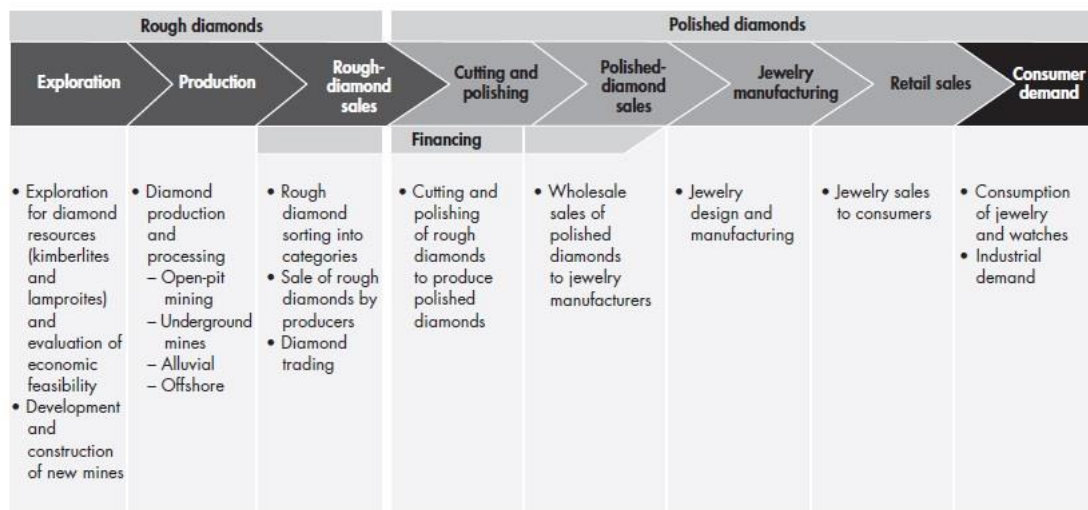 Rough diamonds
Polished diamonds
Exploration
Production
Rough-
diamond
sales
Cutting and
polishing
Polished-
diamond
sales
Jewelry
manufacturing
Retail sales
Consumer
demand
Financing
• Exploration
for diamond
resources
(kimberlites
and
lamproites)
and
evaluation of
economic
feasibility
• Development
and
construction
of new mines
• Diamond
production
and
processing
– Open-pit
mining
– Underground
mines
– Alluvial
– Offshore
• Rough
diamond
sorting into
categories
• Sale of rough
diamonds by
producers
• Diamond
trading
• Cutting and
polishing
of rough
diamonds
to produce
polished
diamonds
• Wholesale
sales of
polished
diamonds
to jewelry
manufacturers
• Jewelry
design and
manufacturing
• Jewelry sales
to consumers
• Consumption
of jewelry
and watches
• Industrial
demand